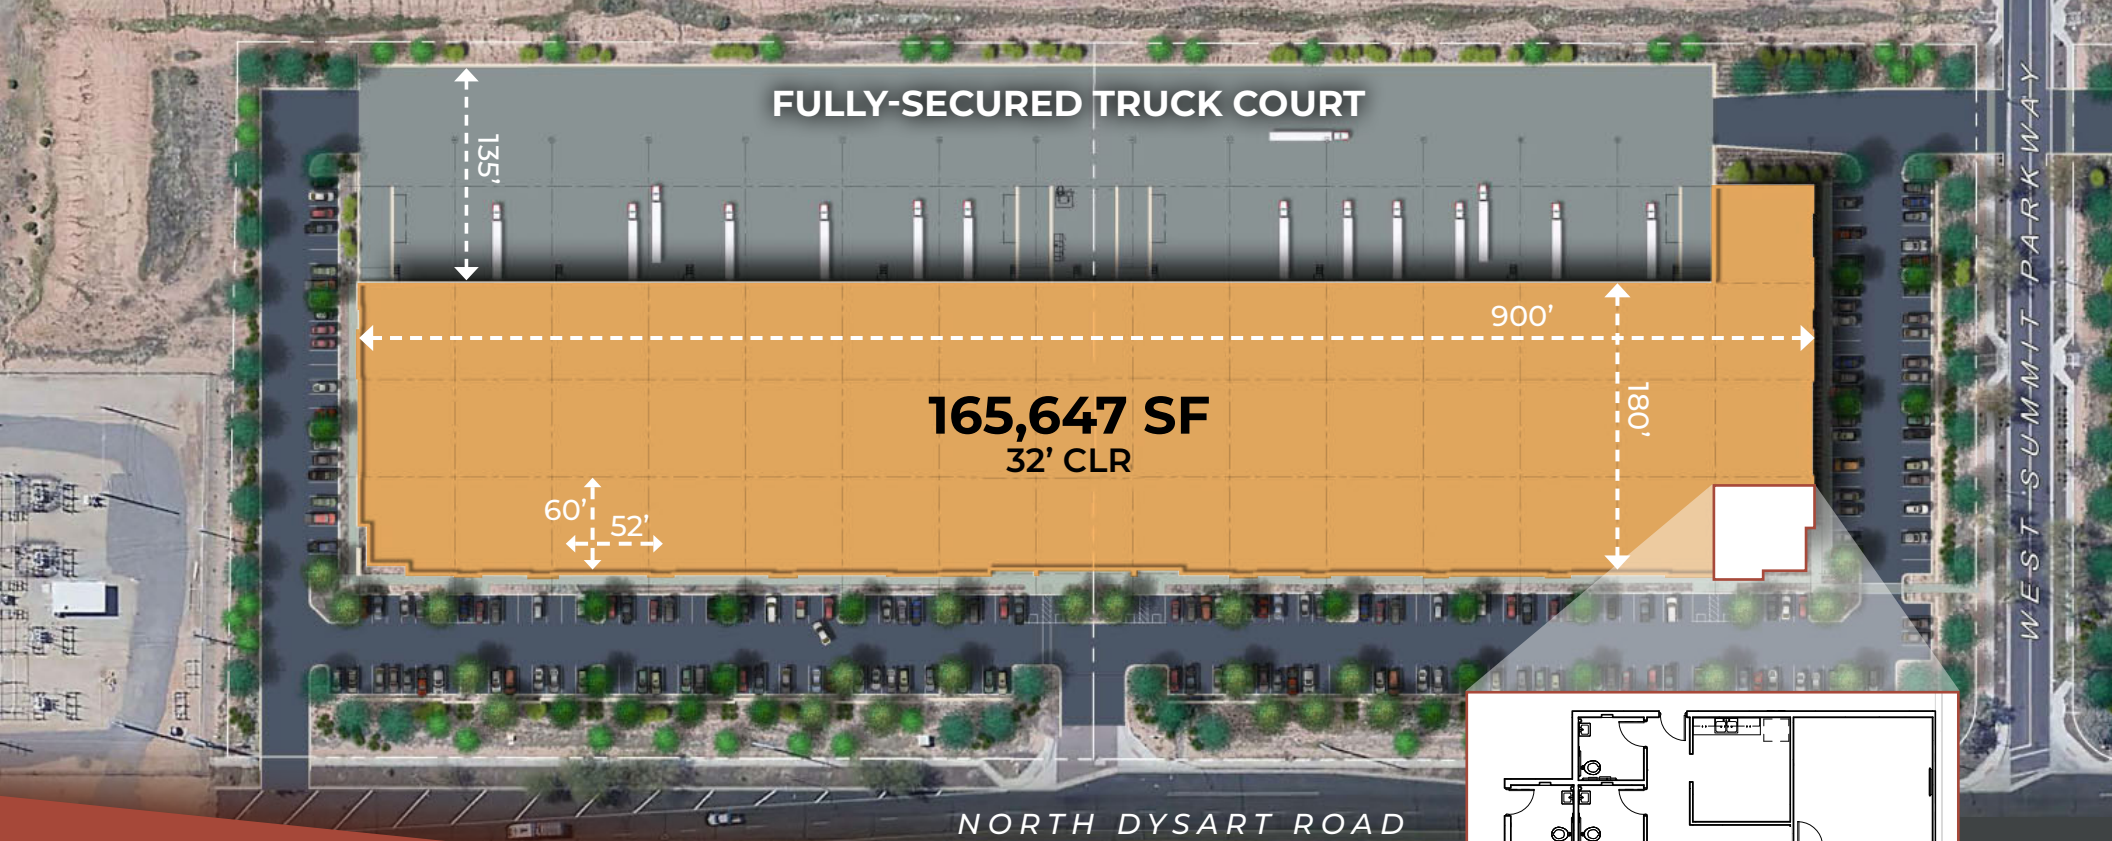 FULLY-SECURED TRUCK COURT
135’
900’
180’
165,647 SF
32’ CLR
60’
52’
WEST SUMMIT PARKWAY
NORTH DYSART ROAD